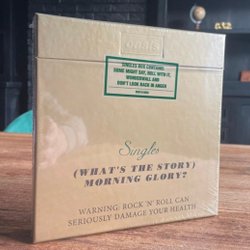 oasis
SINGLES BOX CONTAINS:
SOME MIGHT SAY, ROLL WITH IT,
WONDERWALL AND
DON'T LOOK BACK IN ANGER
Singles
(WHAT'S THE STORY)
MORNING GLORY?
WARNING: ROCK 'N' ROLL CAN
SERIOUSLY DAMAGE YOUR HEALTH